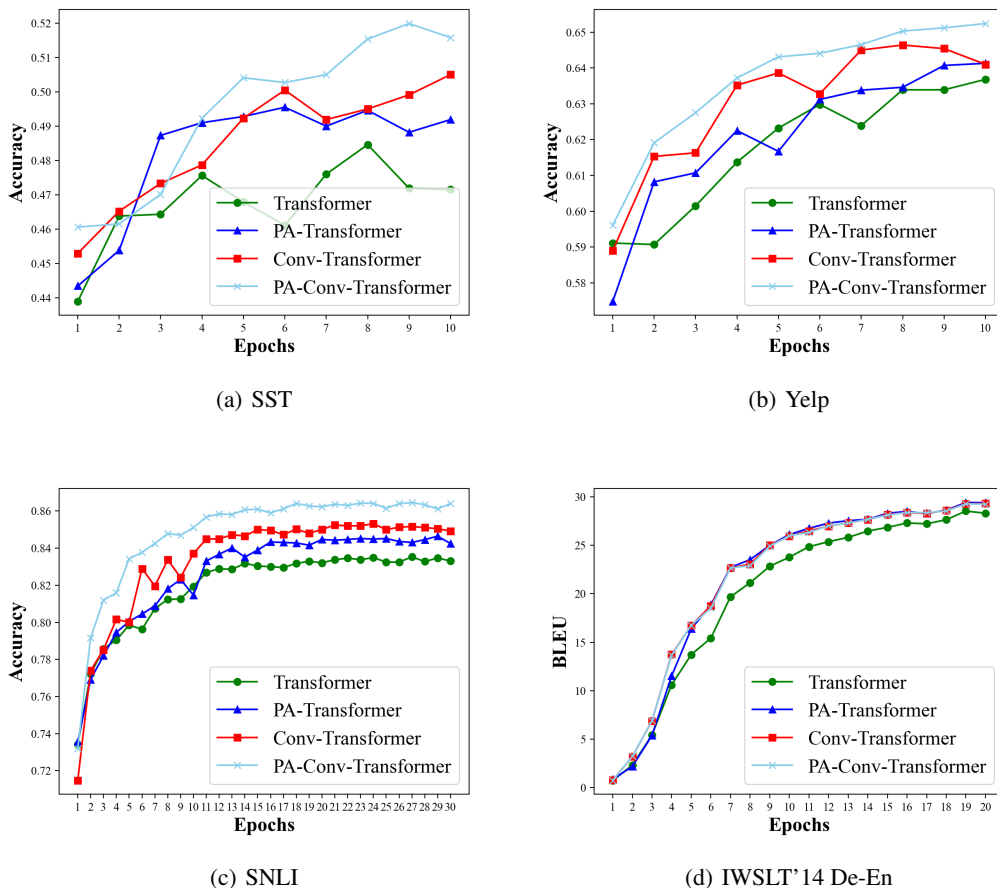 0.52
0.51
0.50
0.49
0.48
0.47
0.46
0.45
0.44
Accuracy
Transformer
PA-Transformer
Conv-Transformer
PA-Conv-Transformer
1 2 3 4 5 6 7 8 9 10
Epochs
(a) SST
0.65
0.64
0.63
0.62
0.61
0.60
0.59
0.58
Accuracy
Transformer
PA-Transformer
Conv-Transformer
PA-Conv-Transformer
1 2 3 4 5 6 7 8 9 10
Epochs
(b) Yelp
0.86
0.84
0.82
0.80
0.78
0.76
0.74
0.72
Accuracy
Transformer
PA-Transformer
Conv-Transformer
PA-Conv-Transformer
1 2 3 4 5 6 7 8 9 10 11 12 13 14 15 16 17 18 19 20 21 22 23 24 25 26 27 28 29 30
Epochs
(c) SNLI
30
25
20
15
10
5
0
BLEU
Transformer
PA-Transformer
Conv-Transformer
PA-Conv-Transformer
1 2 3 4 5 6 7 8 9 10 11 12 13 14 15 16 17 18 19 20
Epochs
(d) IWSLT’14 De-En